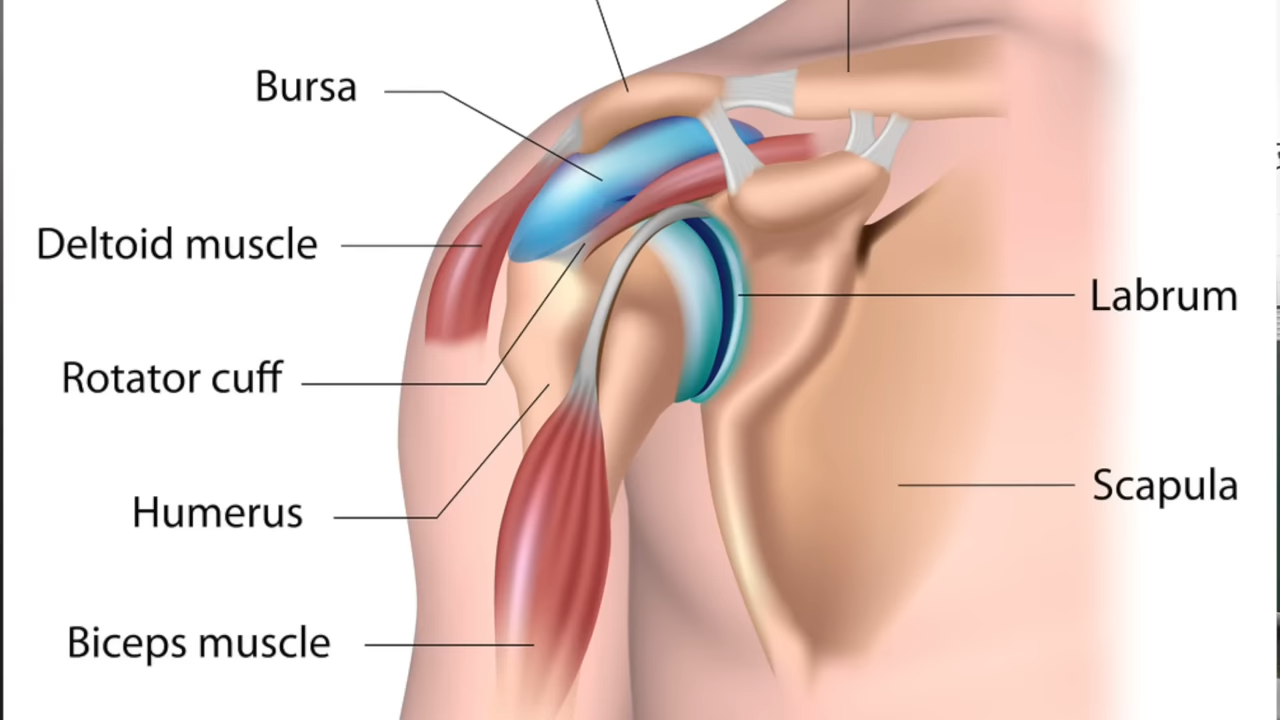 Bursa
Deltoid muscle
Labrum
Rotator cuff
Scapula
Humerus
Biceps muscle